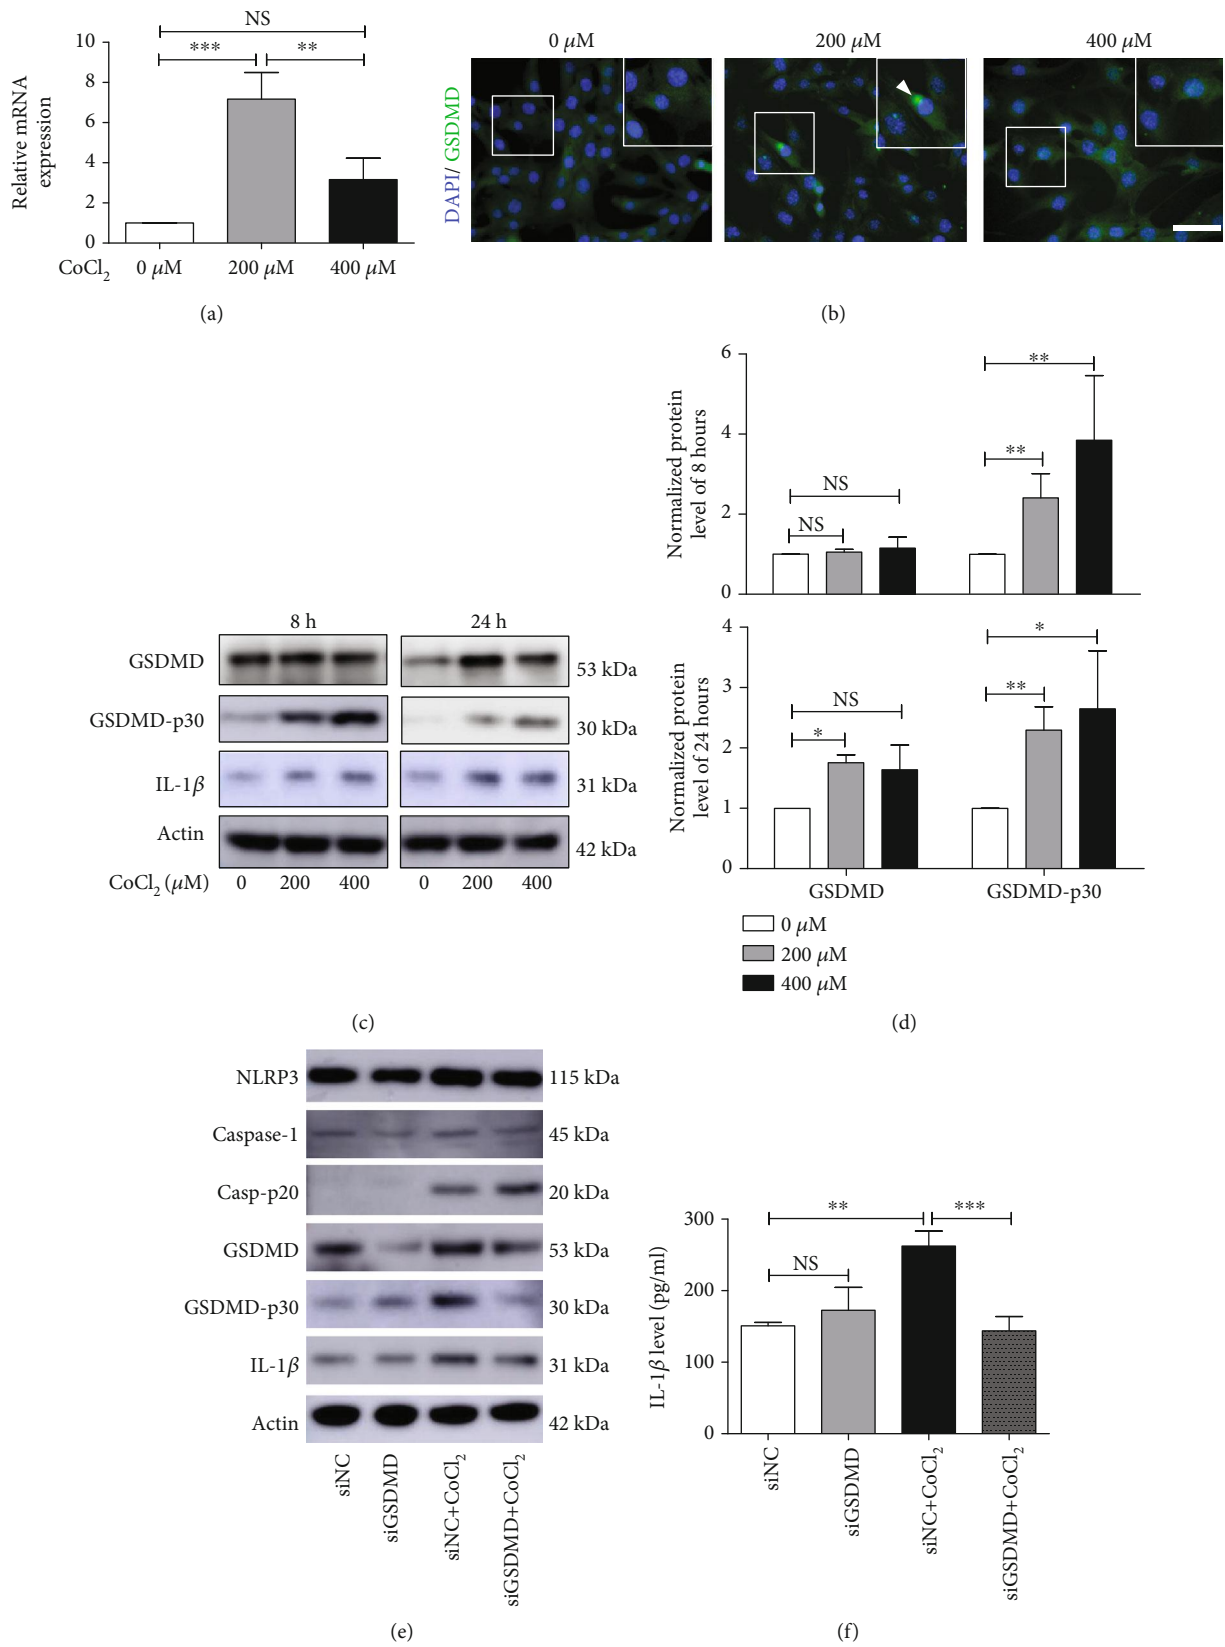 NS
*** **
10
8
6
4
2
0
Relative mRNA
expression
CoCl2 0 μM 200 μM 400 μM
(a)
0 μM 200 μM 400 μM
DAPI/ GSDMD
(b)
8 h 24 h
GSDMD 53 kDa
GSDMD-p30 30 kDa
IL-1β 31 kDa
Actin 42 kDa
CoCl2 (μM) 0 200 400 0 200 400
(c)
6
4
2
0
Normalized protein
level of 8 hours
NS
NS
**
**
4
3
2
1
0
Normalized protein
level of 24 hours
NS
*
*
**
GSDMD GSDMD-p30
0 μM
200 μM
400 μM
(d)
NLRP3 115 kDa
Caspase-1 45 kDa
Casp-p20 20 kDa
GSDMD 53 kDa
GSDMD-p30 30 kDa
IL-1β 31 kDa
Actin 42 kDa
siNC
siGSDMD
siNC+CoCl2
siGSDMD+CoCl2
(e)
300
200
100
0
IL-1β level (pg/ml)
** ***
NS
siNC
siGSDMD
siNC+CoCl2
siGSDMD+CoCl2
(f)